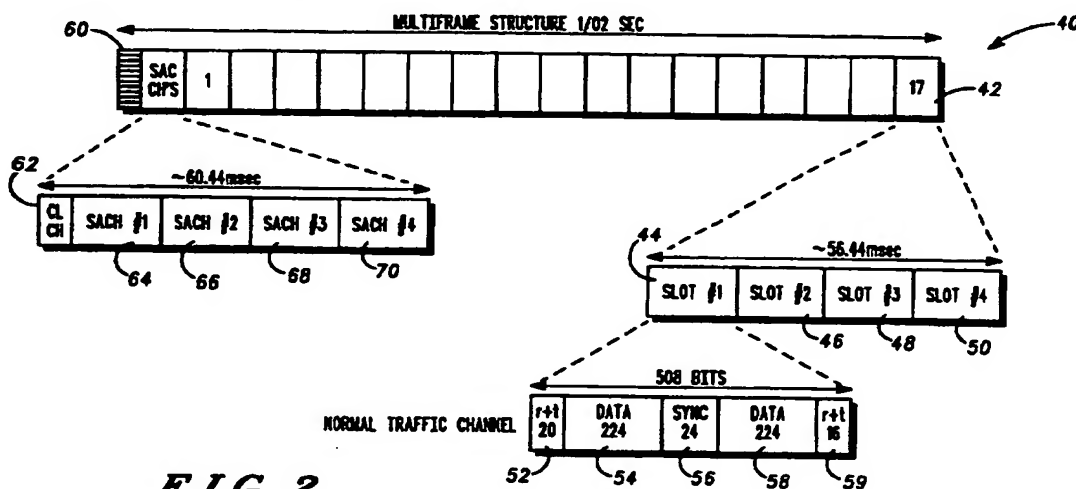 MULTIFRAME STRUCTURE 1/02 SEC
40
60
SAC CH'S
1
17
42
62
~60.44msec
CL CH
SACH #1
SACH #2
SACH #3
SACH #4
64
66
68
70
44
~56.44msec
SLOT #1
SLOT #2
SLOT #3
SLOT #4
46
48
50
508 BITS
NORMAL TRAFFIC CHANNEL
r+t 20
DATA 224
SYNC 24
DATA 224
r+t 16
52
54
56
58
59
FIG. 2